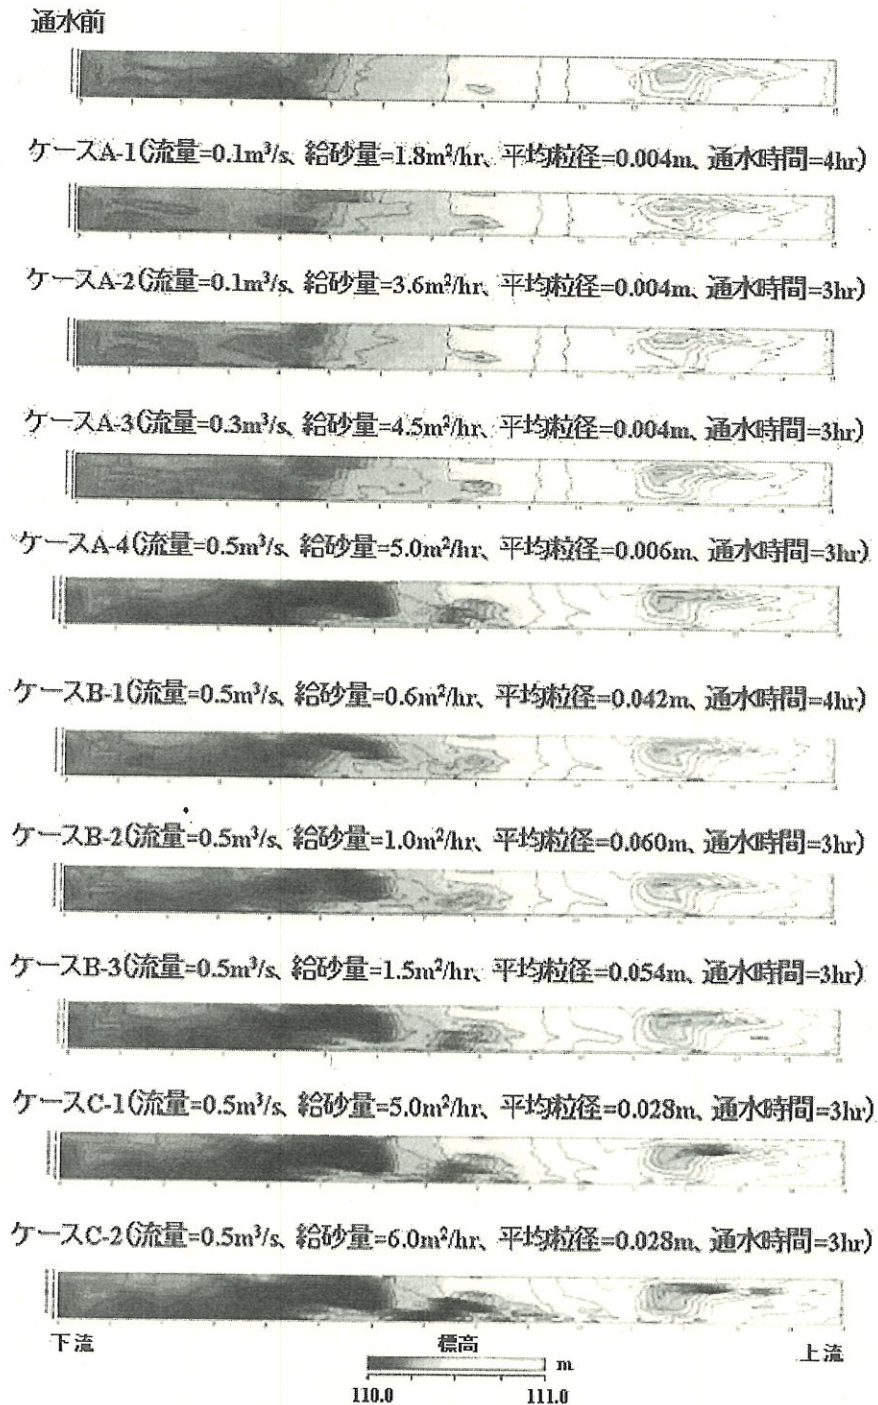 通水前
ケースA-1(流量=0.1m³/s、給砂量=1.8m²/hr、平均粒径=0.004m、通水時間=4hr)
ケースA-2(流量=0.1m³/s、給砂量=3.6m²/hr、平均粒径=0.004m、通水時間=3hr)
ケースA-3(流量=0.3m³/s、給砂量=4.5m²/hr、平均粒径=0.004m、通水時間=3hr)
ケースA-4(流量=0.5m³/s、給砂量=5.0m²/hr、平均粒径=0.006m、通水時間=3hr)
ケースB-1(流量=0.5m³/s、給砂量=0.6m²/hr、平均粒径=0.042m、通水時間=4hr)
ケースB-2(流量=0.5m³/s、給砂量=1.0m²/hr、平均粒径=0.060m、通水時間=3hr)
ケースB-3(流量=0.5m³/s、給砂量=1.5m²/hr、平均粒径=0.054m、通水時間=3hr)
ケースC-1(流量=0.5m³/s、給砂量=5.0m²/hr、平均粒径=0.028m、通水時間=3hr)
ケースC-2(流量=0.5m³/s、給砂量=6.0m²/hr、平均粒径=0.028m、通水時間=3hr)
下流 標高 上流
m
110.0 111.0